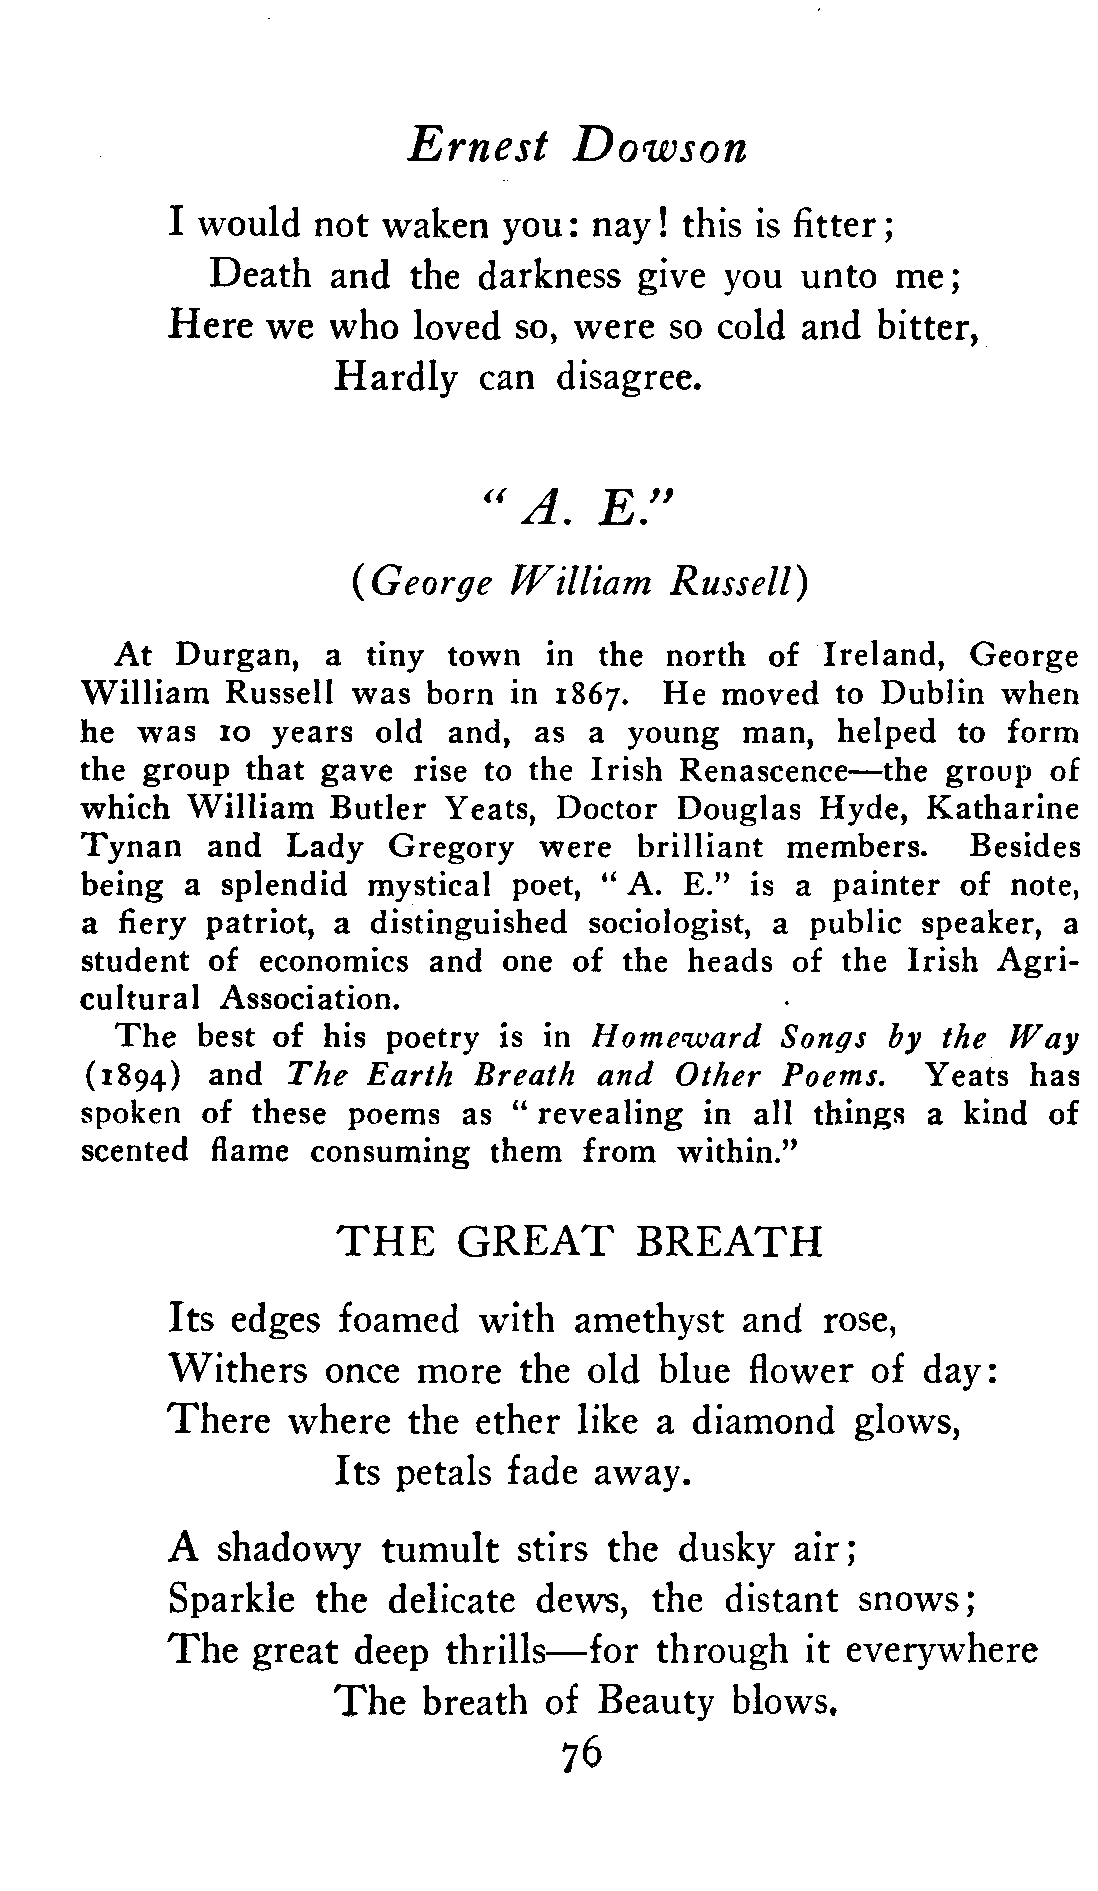 Ernest Dowson
I would not waken you: nay! this is fitter;
Death and the darkness give you unto me;
Here we who loved so, were so cold and bitter,
Hardly can disagree.
"A. E."
(George William Russell)
At Durgan, a tiny town in the north of Ireland, George
William Russell was born in 1867. He moved to Dublin when
he was 10 years old and, as a young man, helped to form
the group that gave rise to the Irish Renascence—the group of
which William Butler Yeats, Doctor Douglas Hyde, Katharine
Tynan and Lady Gregory were brilliant members. Besides
being a splendid mystical poet, "A. E." is a painter of note,
a fiery patriot, a distinguished sociologist, a public speaker, a
student of economics and one of the heads of the Irish Agri-
cultural Association.
The best of his poetry is in Homeward Songs by the Way
(1894) and The Earth Breath and Other Poems. Yeats has
spoken of these poems as "revealing in all things a kind of
scented flame consuming them from within."
THE GREAT BREATH
Its edges foamed with amethyst and rose,
Withers once more the old blue flower of day:
There where the ether like a diamond glows,
Its petals fade away.
A shadowy tumult stirs the dusky air;
Sparkle the delicate dews, the distant snows;
The great deep thrills—for through it everywhere
The breath of Beauty blows.
76